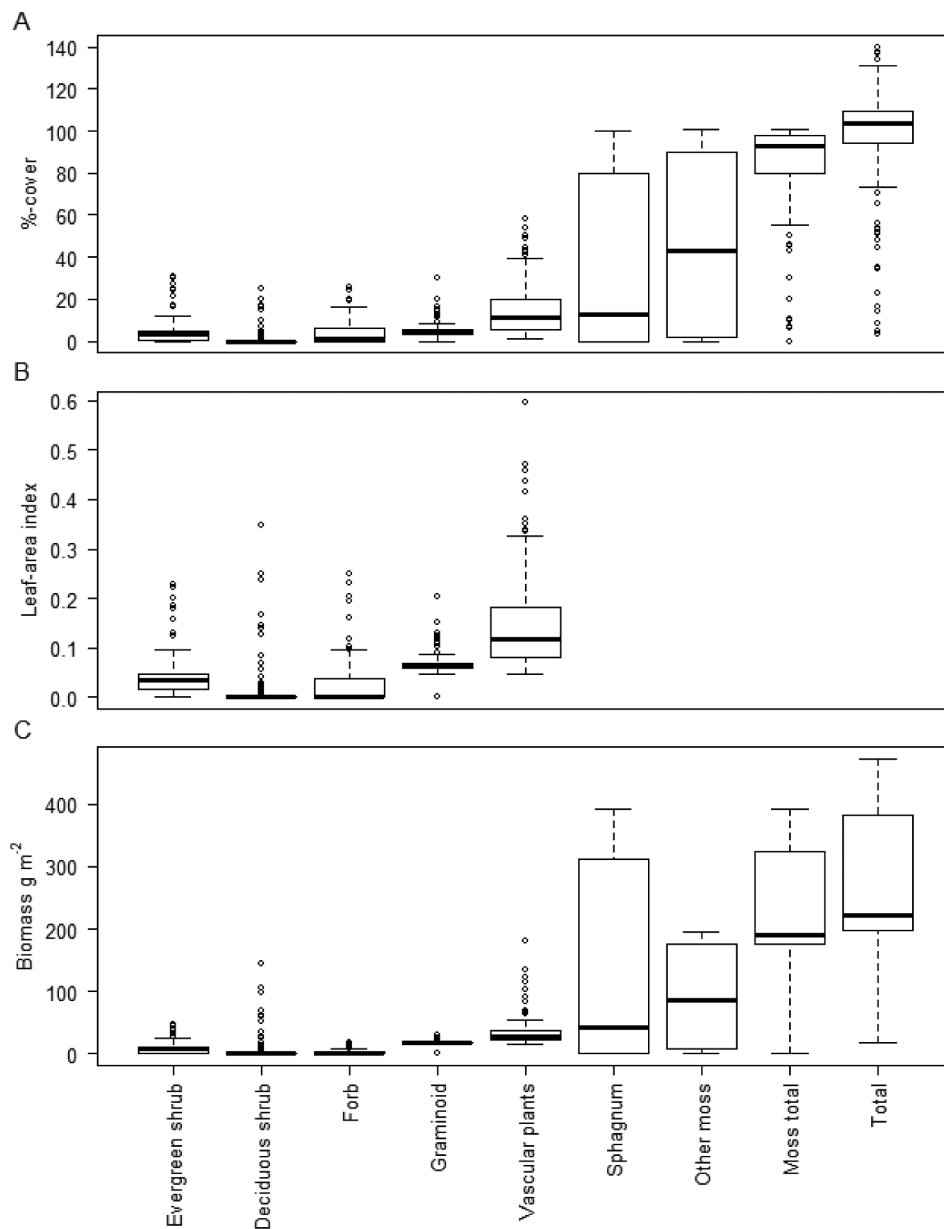 A
140
120
100
80
60
40
20
0
%-cover
B
0.6
0.5
0.4
0.3
0.2
0.1
0.0
Leaf-area index
C
400
300
200
100
0
Biomass g m⁻²
Evergreen shrub
Deciduous shrub
Forb
Graminoid
Vascular plants
Sphagnum
Other moss
Moss total
Total